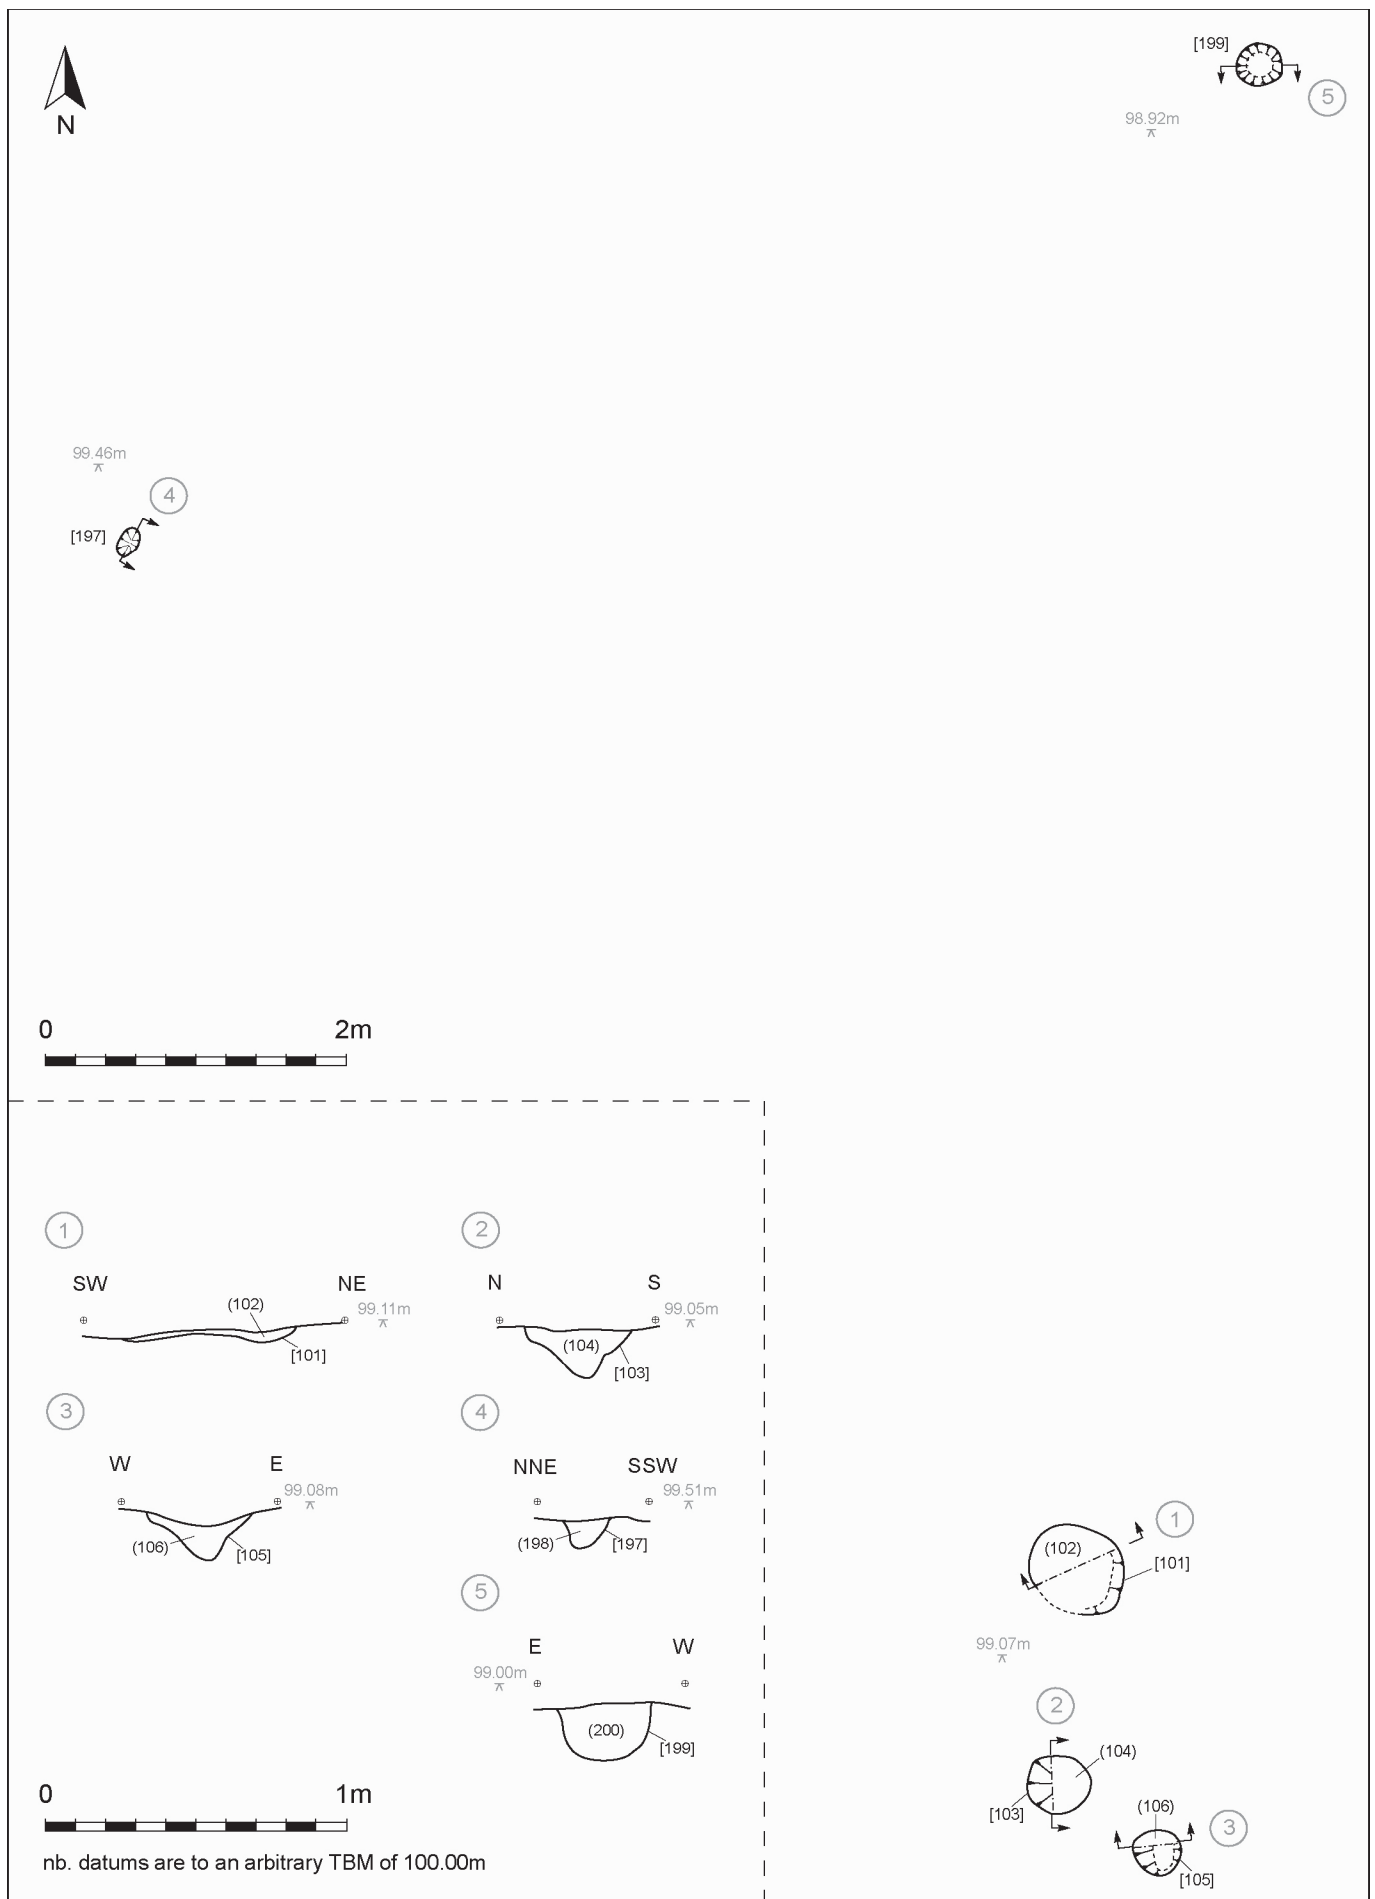 [199]
5
N
98.92m
99.46m
4
[197]
0 2m
1 2
SW NE N S
(102) 99.11m 99.05m
[101] (104) [103]
3 4
W E NNE SSW
99.08m 99.51m
(106) [105] (198) [197]
5
E W
99.00m
(200)
[199]
0 1m
nb. datums are to an arbitrary TBM of 100.00m
1
(102)
[101]
99.07m
2
(104)
[103]
(106)
3
[105]